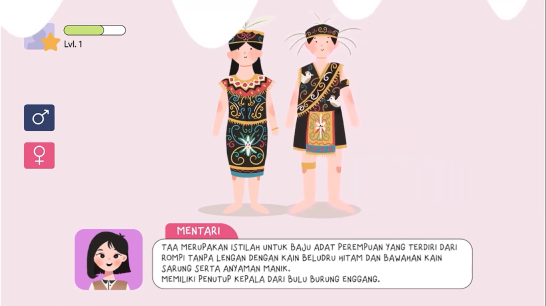 Lvl. 1
MENTARI
TAA MERUPAKAN ISTILAH UNTUK BAJU ADAT PEREMPUAN YANG TERDIRI DARI
ROMPI TANPA LENGAN DENGAN KAIN BELUDRU HITAM DAN BAWAHAN KAIN
SARUNG SERTA ANYAMAN MANIK.
MEMILIKI PENUTUP KEPALA DARI BULU BURUNG ENGGANG.